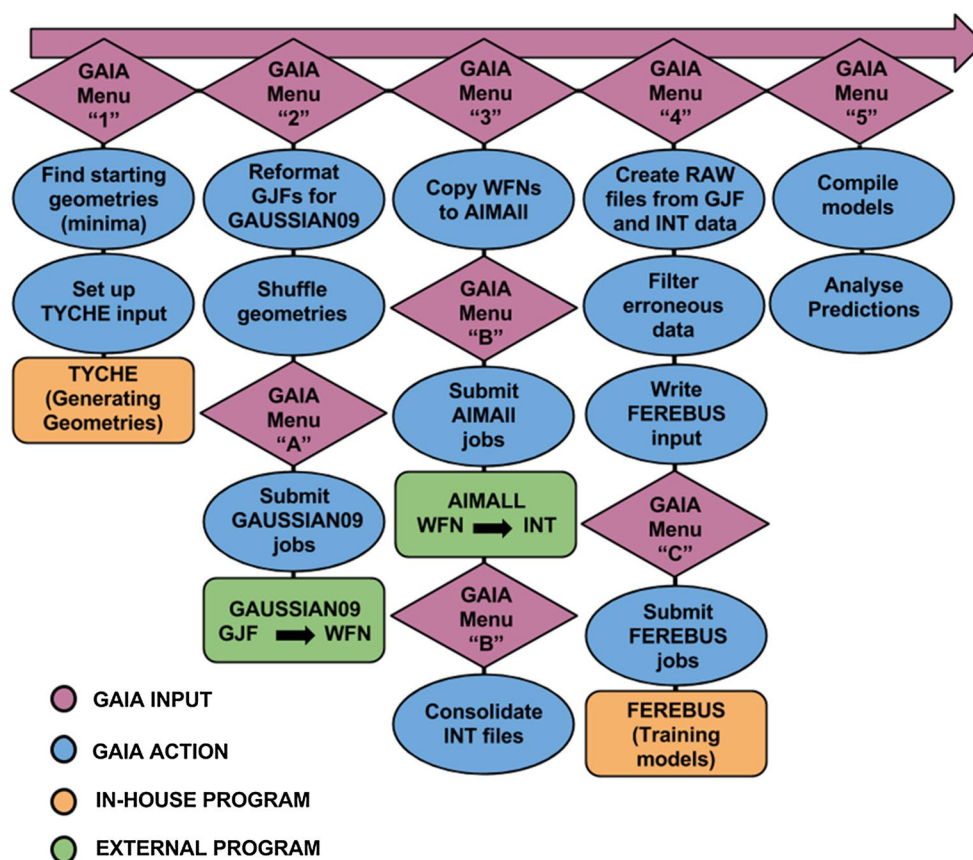 GAIA
Menu
“1”
Find starting
geometries
(minima)
Set up
TYCHE input
TYCHE
(Generating
Geometries)
GAIA
Menu
“2”
Reformat
GJFs for
GAUSSIAN09
Shuffle
geometries
GAIA
Menu
“A”
Submit
GAUSSIAN09
jobs
GAUSSIAN09
GJF WFN
GAIA
Menu
“3”
Copy WFNs
to AIMAll
GAIA
Menu
“B”
Submit
AIMAll
jobs
AIMALL
WFN INT
GAIA
Menu
“B”
Consolidate
INT files
GAIA
Menu
“4”
Create RAW
files from GJF
and INT data
Filter
erroneous
data
Write
FEREBUS
input
GAIA
Menu
“C”
Submit
FEREBUS
jobs
FEREBUS
(Training
models)
GAIA
Menu
“5”
Compile
models
Analyse
Predictions
GAIA INPUT
GAIA ACTION
IN-HOUSE PROGRAM
EXTERNAL PROGRAM